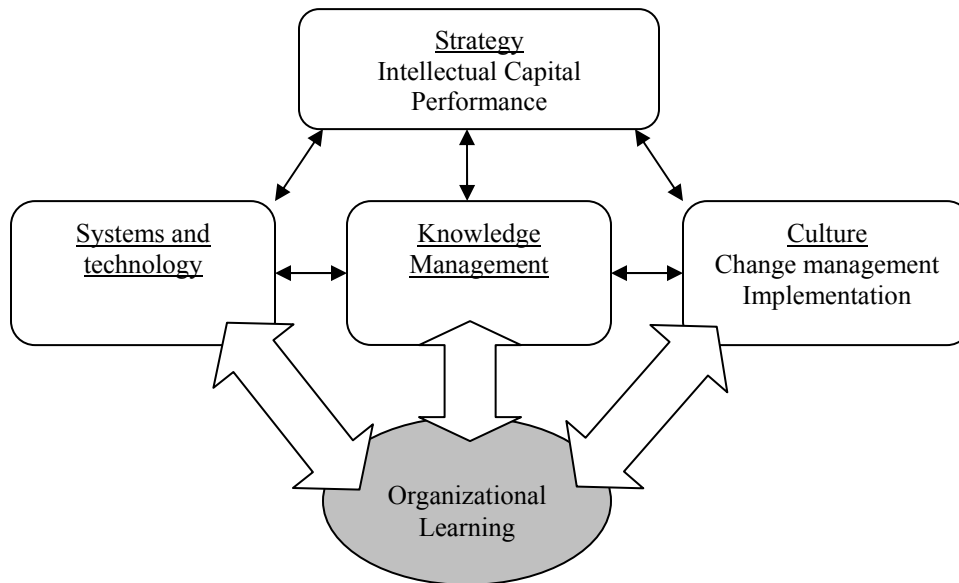 Strategy
Intellectual Capital
Performance
Systems and
technology
Knowledge
Management
Culture
Change management
Implementation
Organizational
Learning